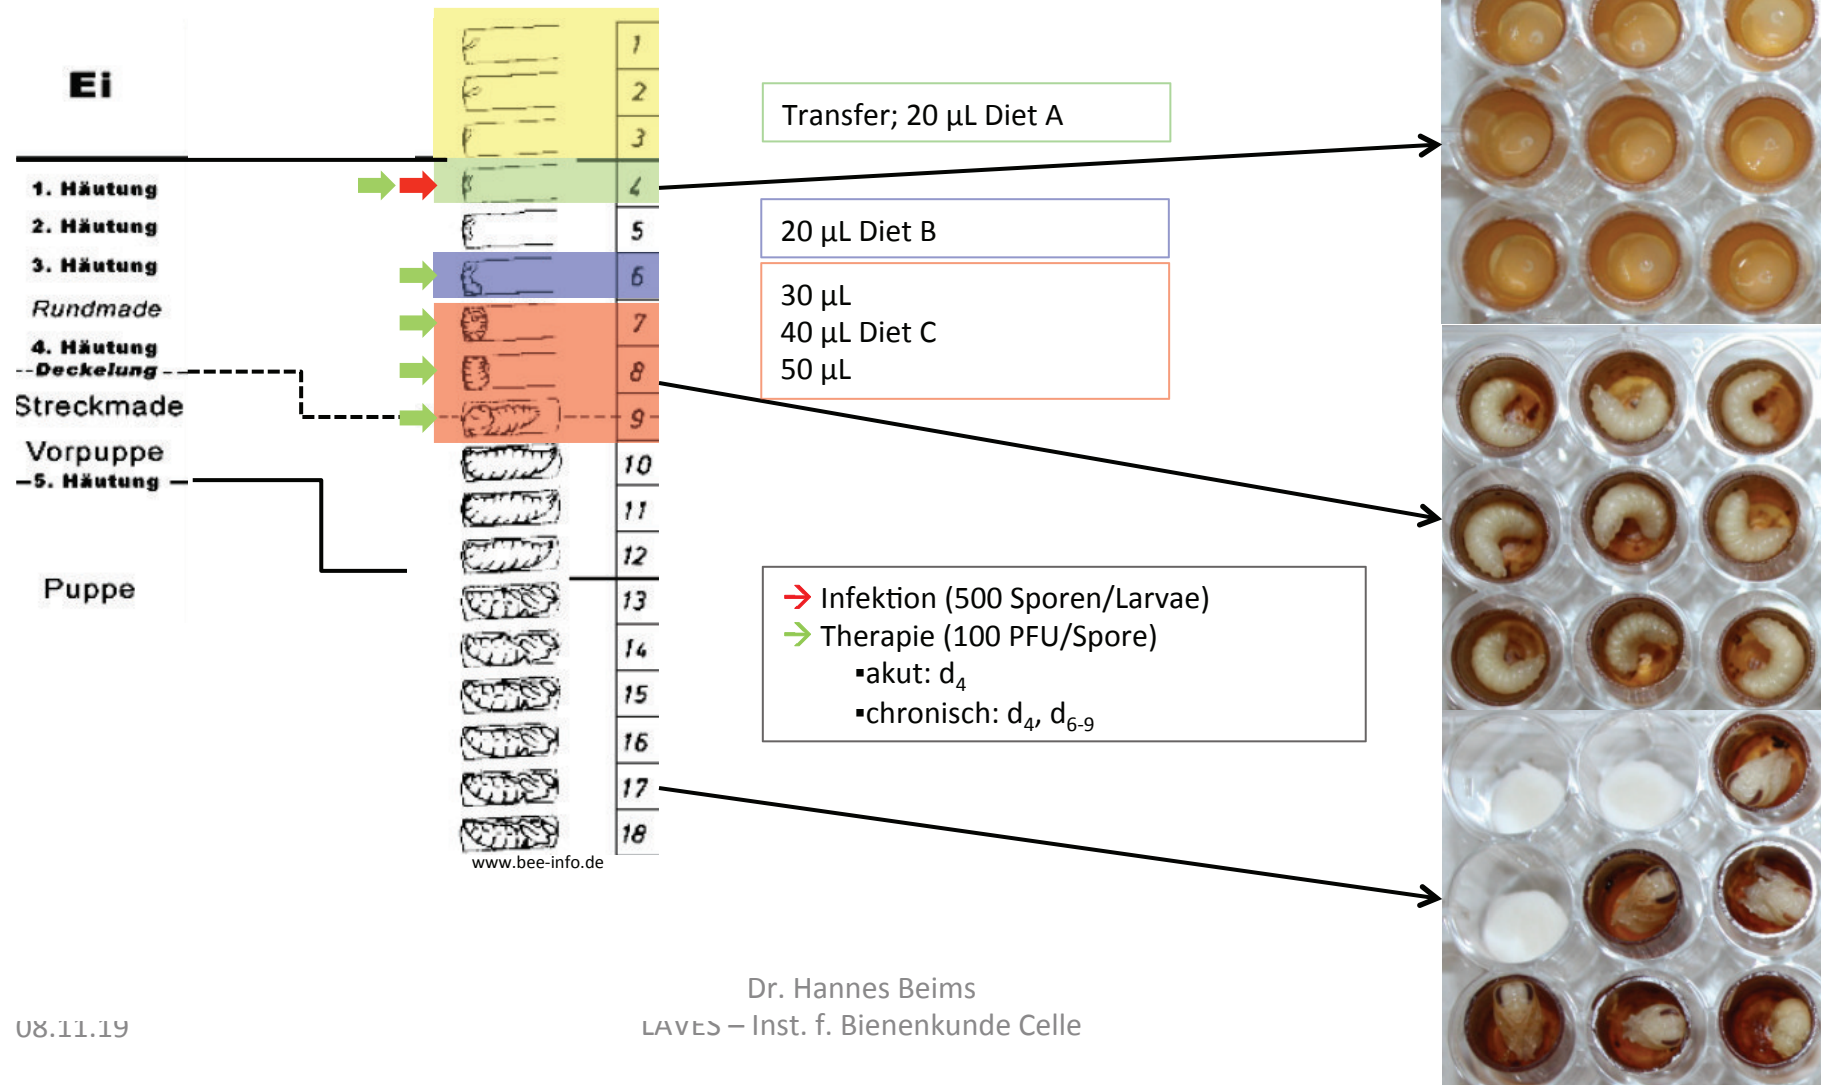 Ei
1. Häutung
2. Häutung
3. Häutung
Rundmade
4. Häutung
--Deckelung--
Streckmade
Vorpuppe
–5. Häutung –
Puppe
1
2
3
4
5
6
7
8
9
10
11
12
13
14
15
16
17
18
www.bee-info.de
Transfer; 20 µL Diet A
20 µL Diet B
30 µL
40 µL Diet C
50 µL
→ Infektion (500 Sporen/Larvae)
→ Therapie (100 PFU/Spore)
▪akut: d4
▪chronisch: d4, d6-9
Dr. Hannes Beims
08.11.19
LAVES – Inst. f. Bienenkunde Celle